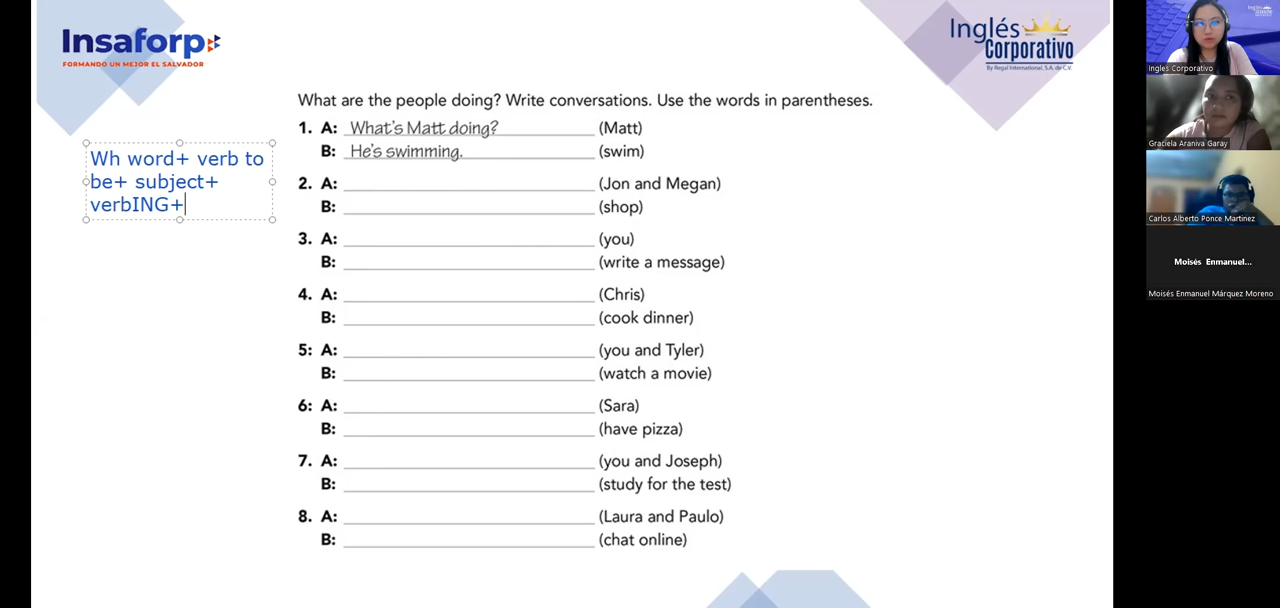 Insaforp
FORMANDO UN MEJOR EL SALVADOR
Inglés
Corporativo
By Regal International, S.A. de C.V.
What are the people doing? Write conversations. Use the words in parentheses.
1. A: What's Matt doing? (Matt)
B: He's swimming. (swim)
2. A: (Jon and Megan)
B: (shop)
3. A: (you)
B: (write a message)
4. A: (Chris)
B: (cook dinner)
5: A: (you and Tyler)
B: (watch a movie)
6: A: (Sara)
B: (have pizza)
7. A: (you and Joseph)
B: (study for the test)
8. A: (Laura and Paulo)
B: (chat online)
Wh word+ verb to
be+ subject+
verbING+
Ingles Corporativo
Graciela Araniva Garay
Carlos Alberto Ponce Martinez
Moisés Enmanuel...
Moisés Enmanuel Márquez Moreno